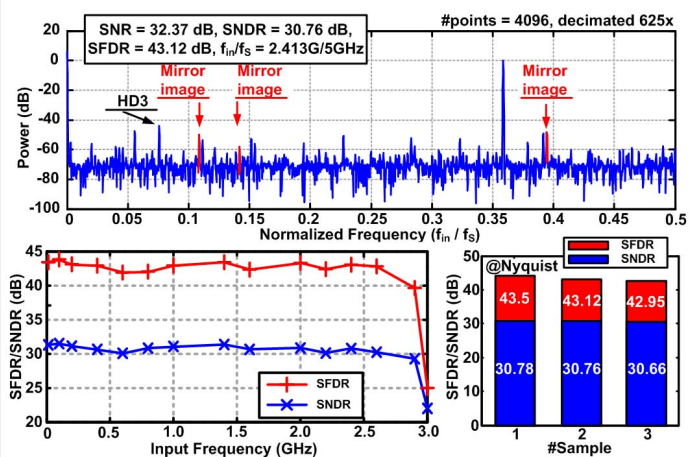 #points = 4096, decimated 625x
SNR = 32.37 dB, SNDR = 30.76 dB,
SFDR = 43.12 dB, fin/fS = 2.413G/5GHz
Mirror image
Mirror image
Mirror image
HD3
Power (dB)
20
0
-20
-40
-60
-80
-100
0 0.05 0.1 0.15 0.2 0.25 0.3 0.35 0.4 0.45 0.5
Normalized Frequency (fin / fS)
SFDR/SNDR (dB)
45
40
35
30
25
20
SFDR
SNDR
0 0.5 1.0 1.5 2.0 2.5 3.0
Input Frequency (GHz)
SFDR
SNDR
@Nyquist
SFDR/SNDR (dB)
50
40
30
20
10
0
43.5 43.12 42.95
30.78 30.76 30.66
1 2 3
#Sample